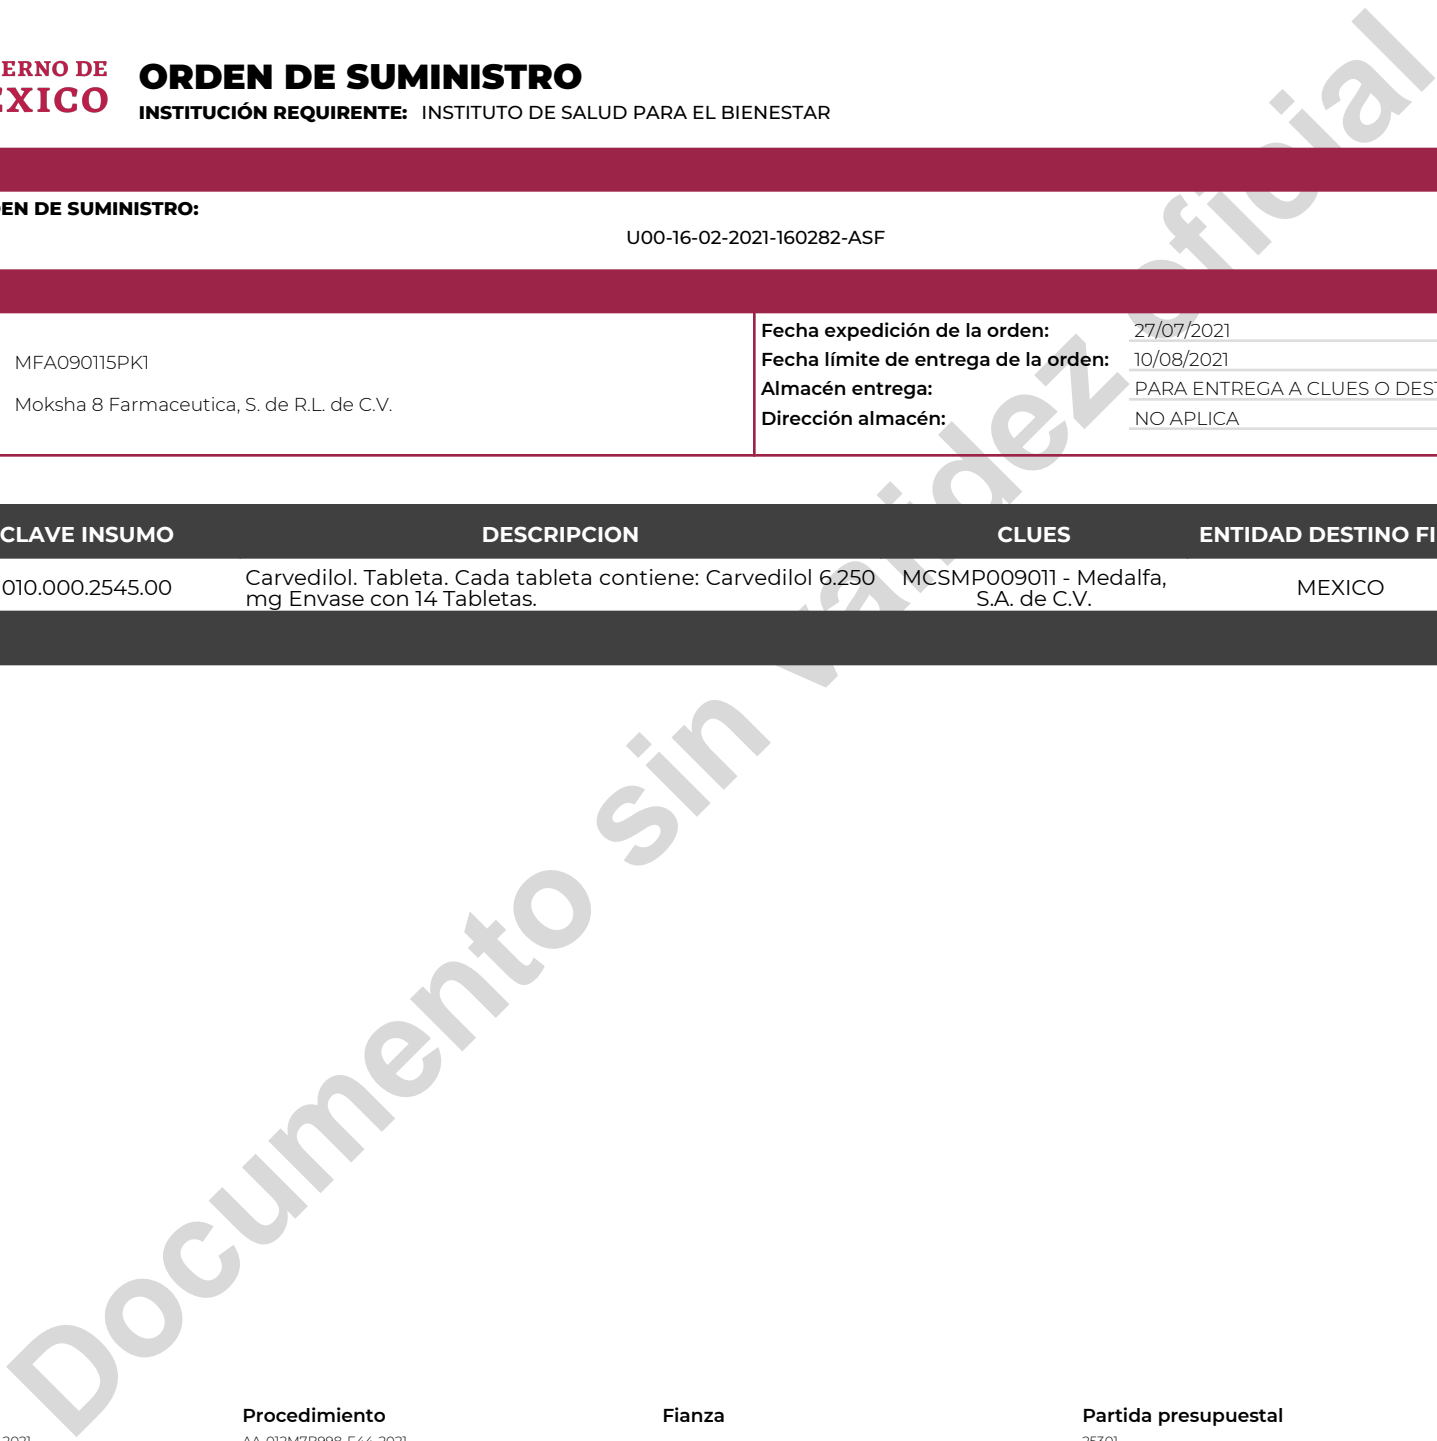 ERNO DE
EXICO
ORDEN DE SUMINISTRO
INSTITUCIÓN REQUIRENTE: INSTITUTO DE SALUD PARA EL BIENESTAR
EN DE SUMINISTRO:
U00-16-02-2021-160282-ASF
MFA090115PK1
Moksha 8 Farmaceutica, S. de R.L. de C.V.
Fecha expedición de la orden: 27/07/2021
Fecha límite de entrega de la orden: 10/08/2021
Almacén entrega: PARA ENTREGA A CLUES O DEST
Dirección almacén: NO APLICA
CLAVE INSUMO DESCRIPCION CLUES ENTIDAD DESTINO FI
010.000.2545.00 Carvedilol. Tableta. Cada tableta contiene: Carvedilol 6.250 MCSMP009011 - Medalfa, MEXICO
mg Envase con 14 Tabletas. S.A. de C.V.
Documento sin validez oficial
Procedimiento Fianza Partida presupuestal